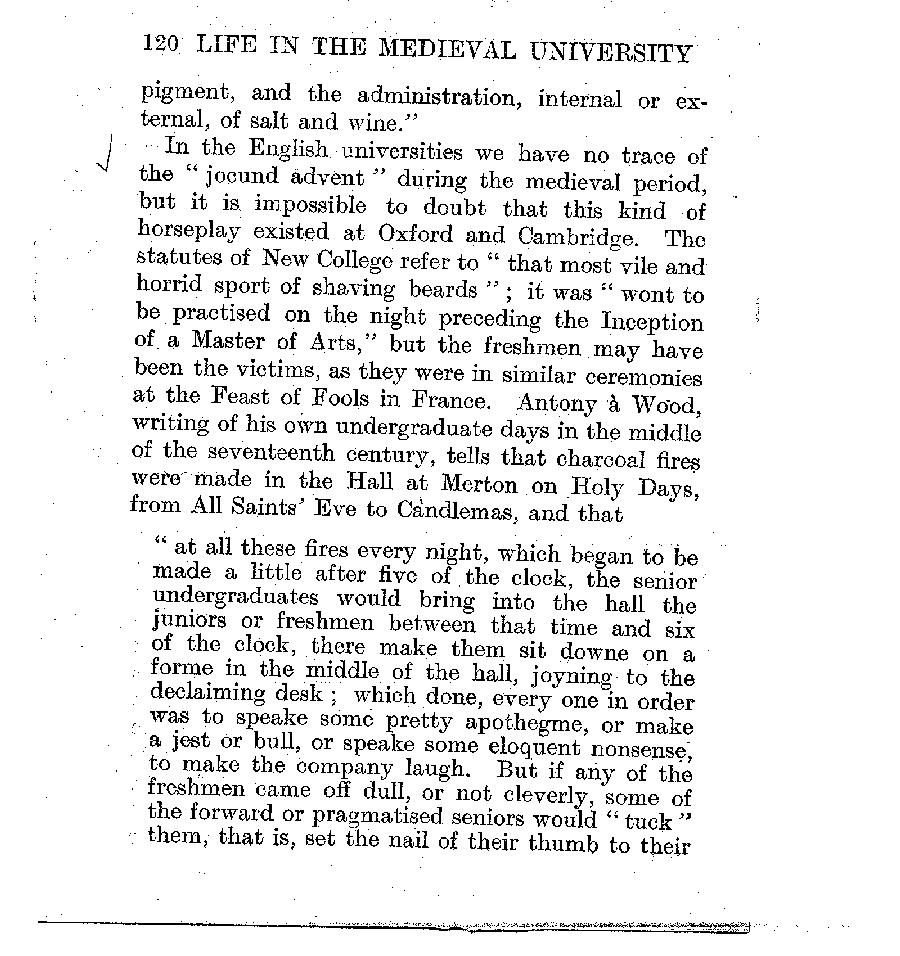 120 LIFE IN THE MEDIEVAL UNIVERSITY
pigment, and the administration, internal or ex-
ternal, of salt and wine.”
In the English universities we have no trace of
the “ jocund advent ” during the medieval period,
but it is impossible to doubt that this kind of
horseplay existed at Oxford and Cambridge. The
statutes of New College refer to “ that most vile and
horrid sport of shaving beards ” ; it was “ wont to
be practised on the night preceding the Inception
of a Master of Arts,” but the freshmen may have
been the victims, as they were in similar ceremonies
at the Feast of Fools in France. Antony à Wood,
writing of his own undergraduate days in the middle
of the seventeenth century, tells that charcoal fires
were made in the Hall at Merton on Holy Days,
from All Saints’ Eve to Candlemas, and that
“ at all these fires every night, which began to be
made a little after five of the clock, the senior
undergraduates would bring into the hall the
juniors or freshmen between that time and six
of the clock, there make them sit downe on a
forme in the middle of the hall, joyning to the
declaiming desk ; which done, every one in order
was to speake some pretty apothegme, or make
a jest or bull, or speake some eloquent nonsense,
to make the company laugh. But if any of the
freshmen came off dull, or not cleverly, some of
the forward or pragmatised seniors would “ tuck ”
them, that is, set the nail of their thumb to their